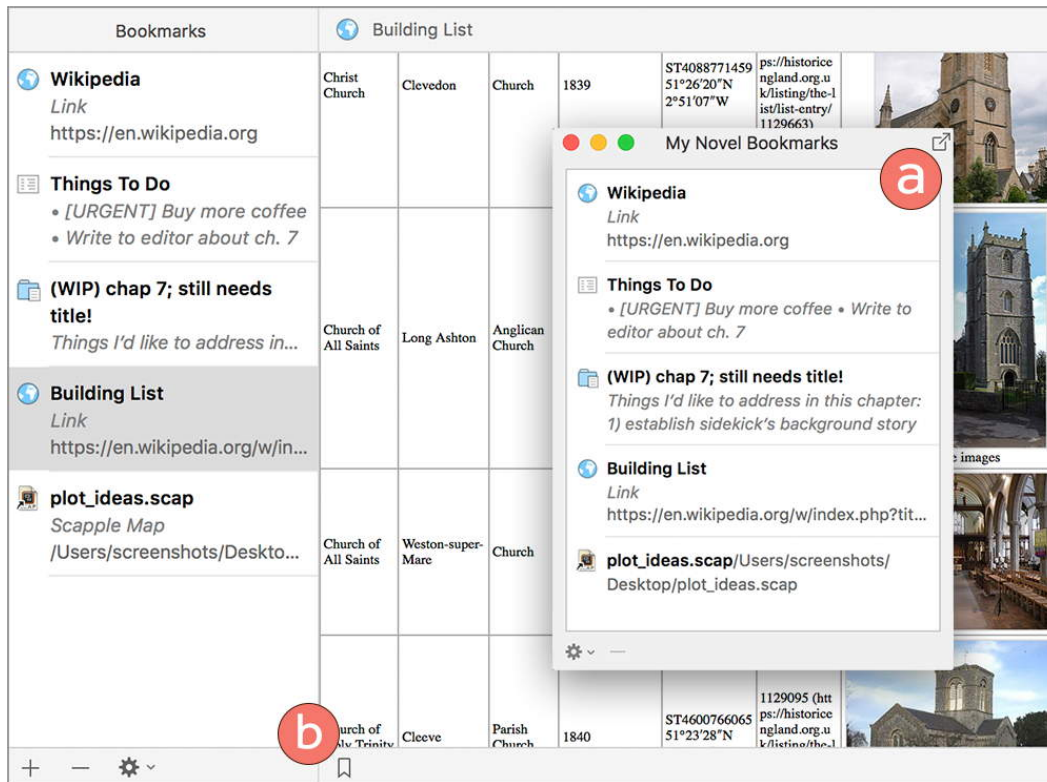 Bookmarks
Building List
Wikipedia
Link
https://en.wikipedia.org
Things To Do
• [URGENT] Buy more coffee
• Write to editor about ch. 7
(WIP) chap 7; still needs
title!
Things I’d like to address in...
Building List
Link
https://en.wikipedia.org/w/in...
plot_ideas.scap
Scapple Map
/Users/screenshots/Deskto...
Christ
Church
Clevedon
Church
1839
ST4088771459
51°26′20″N
2°51′07″W
ps://historice
ngland.org.u
k/listing/the-l
ist/list-entry/
1129663)
Church of
All Saints
Long Ashton
Anglican
Church
e images
Church of
All Saints
Weston-super-
Mare
Church
Cleeve
Parish
Church
1840
ST4600766065
51°23′28″N
1129095 (htt
ps://historice
ngland.org.u
k/listing/the-l
My Novel Bookmarks
a
Wikipedia
Link
https://en.wikipedia.org
Things To Do
• [URGENT] Buy more coffee • Write to
editor about ch. 7
(WIP) chap 7; still needs title!
Things I’d like to address in this chapter:
1) establish sidekick’s background story
Building List
Link
https://en.wikipedia.org/w/index.php?tit...
plot_ideas.scap/Users/screenshots/
Desktop/plot_ideas.scap
b